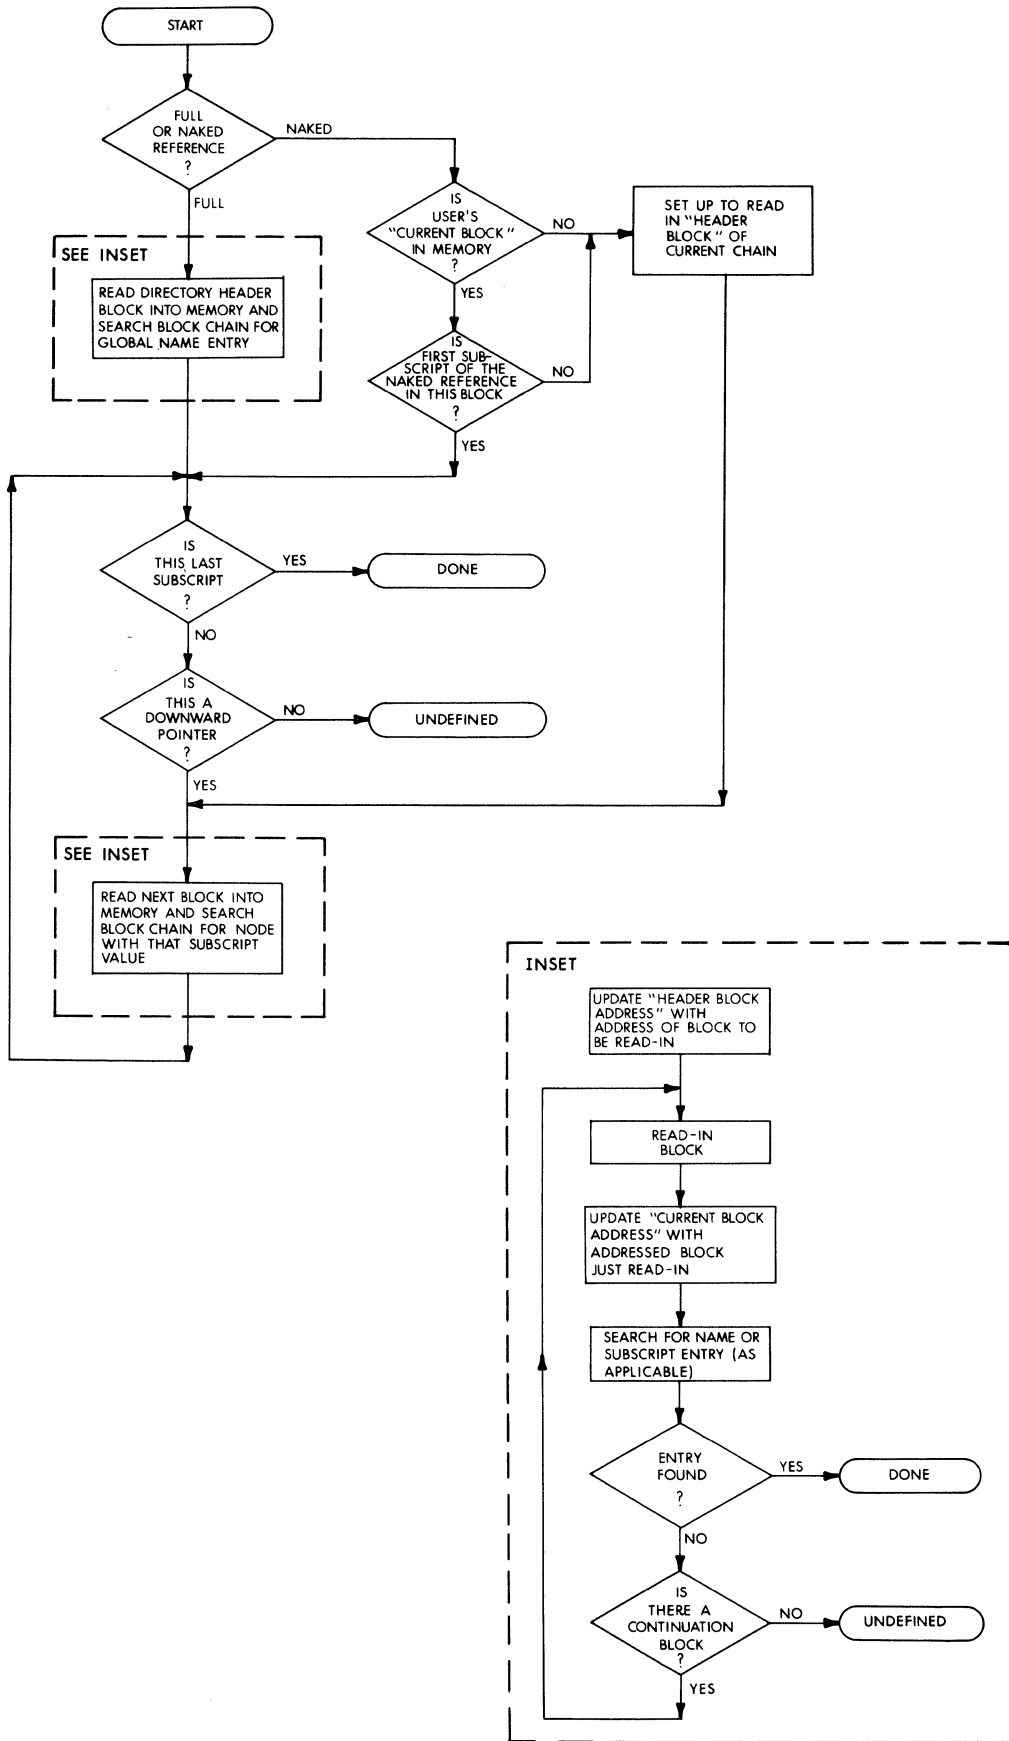 START
FULL
OR NAKED
REFERENCE
?
NAKED
FULL
IS
USER'S
"CURRENT BLOCK"
IN MEMORY
?
NO
YES
SET UP TO READ
IN "HEADER
BLOCK" OF
CURRENT CHAIN
SEE INSET
READ DIRECTORY HEADER
BLOCK INTO MEMORY AND
SEARCH BLOCK CHAIN FOR
GLOBAL NAME ENTRY
IS
FIRST SUB-
SCRIPT OF THE
NAKED REFERENCE
IN THIS BLOCK
?
NO
YES
IS
THIS LAST
SUBSCRIPT
?
YES
DONE
NO
IS
THIS A
DOWNWARD
POINTER
?
NO
UNDEFINED
YES
SEE INSET
READ NEXT BLOCK INTO
MEMORY AND SEARCH
BLOCK CHAIN FOR NODE
WITH THAT SUBSCRIPT
VALUE
INSET
UPDATE "HEADER BLOCK
ADDRESS" WITH
ADDRESS OF BLOCK TO
BE READ-IN
READ-IN
BLOCK
UPDATE "CURRENT BLOCK
ADDRESS" WITH
ADDRESSED BLOCK
JUST READ-IN
SEARCH FOR NAME OR
SUBSCRIPT ENTRY (AS
APPLICABLE)
ENTRY
FOUND
?
YES
DONE
NO
IS
THERE A
CONTINUATION
BLOCK
?
NO
UNDEFINED
YES